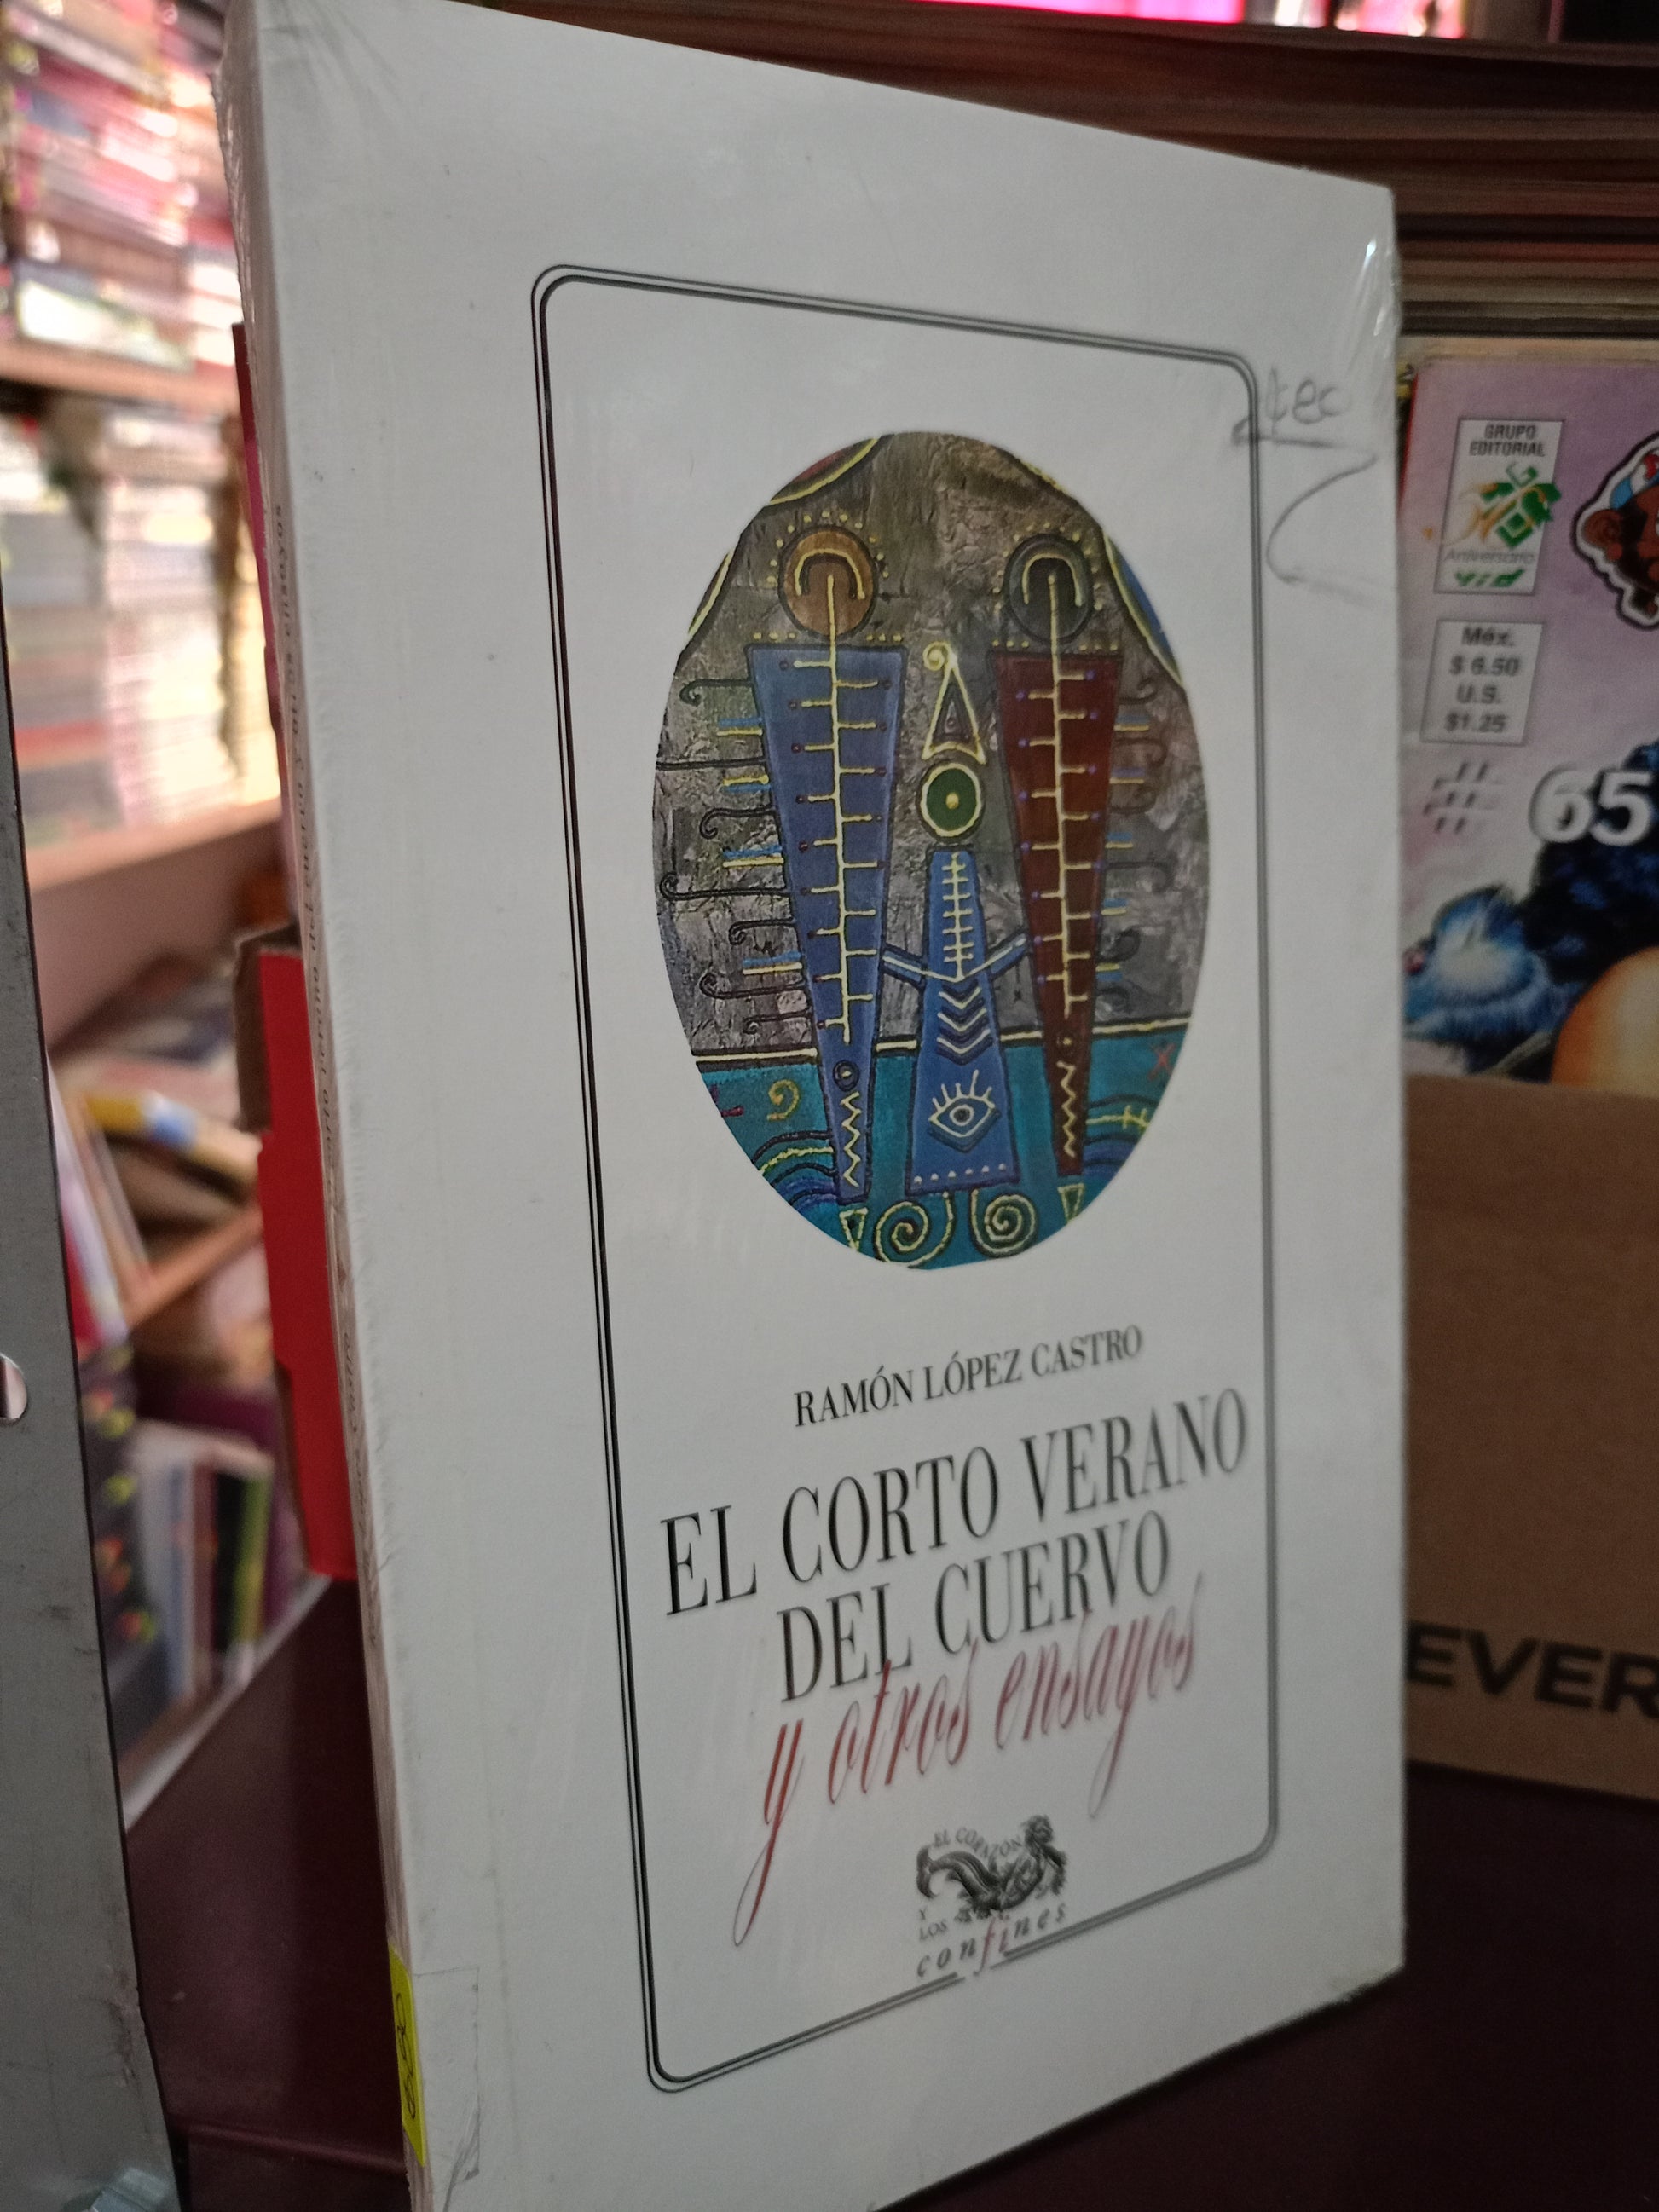 RAMÓN LÓPEZ CASTRO
EL CORTO VERANO
DEL CUERVO
y otros ensayos
EL CORAZÓN
Y
LOS
confines
GRUPO
EDITORIAL
Aniversario
vid
Méx.
$ 6.50
U.S.
$1.25
# 65
EVER